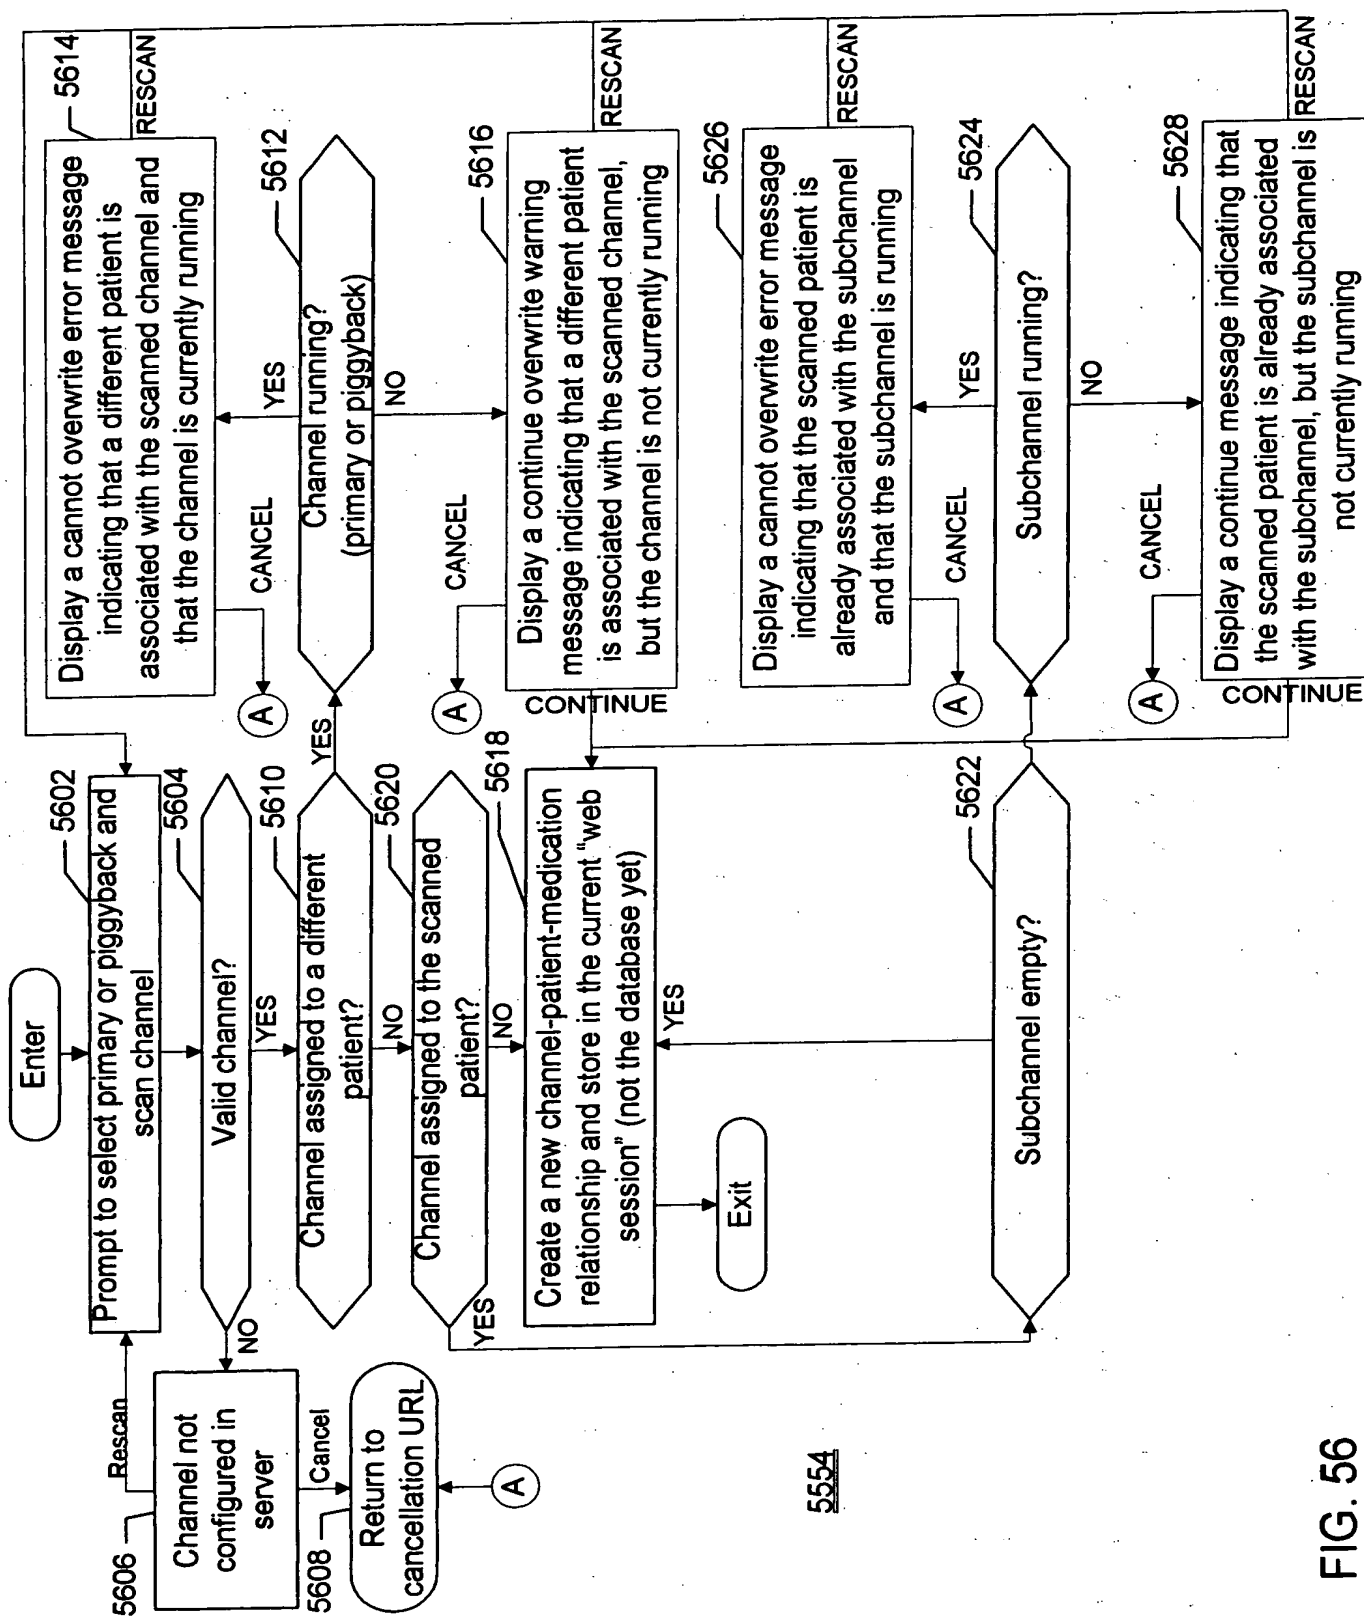 Enter
5602
Prompt to select primary or piggyback and
scan channel
5604
Valid channel?
NO
YES
5606
Channel not
configured in
server
Rescan
Cancel
5608
Return to
cancellation URL
A
5610
Channel assigned to a different
patient?
YES
NO
5612
Channel running?
(primary or piggyback)
YES
NO
5614
Display a cannot overwrite error message
indicating that a different patient is
associated with the scanned channel and
that the channel is currently running
RESCAN
CANCEL
A
5616
Display a continue overwrite warning
message indicating that a different patient
is associated with the scanned channel,
but the channel is not currently running
RESCAN
CANCEL
A
CONTINUE
5620
Channel assigned to the scanned
patient?
YES
NO
5618
Create a new channel-patient-medication
relationship and store in the current "web
session" (not the database yet)
YES
Exit
5622
Subchannel empty?
5624
Subchannel running?
YES
NO
5626
Display a cannot overwrite error message
indicating that the scanned patient is
already associated with the subchannel
and that the subchannel is running
RESCAN
CANCEL
A
5628
Display a continue message indicating that
the scanned patient is already associated
with the subchannel, but the subchannel is
not currently running
RESCAN
CANCEL
A
CONTINUE
5554
FIG. 56